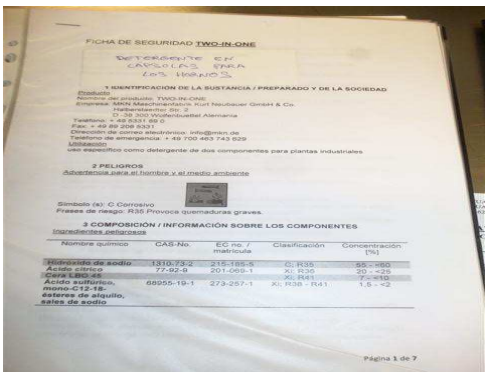 FICHA DE SEGURIDAD TWO-IN-ONE
DETERGENTE EN
CAPSOLAS PARA
LOS HORNOS
1 IDENTIFICACIÓN DE LA SUSTANCIA / PREPARADO Y DE LA SOCIEDAD
Producto
Nombre del producto: TWO-IN-ONE
Empresa: MKN Maschinenfabrik Kurt Neubauer GmbH & Co.
Halberstaedter Str. 2
D-38 300 Wolfenbuettel Alemania
Teléfono: + 49 5331 89 0
Fax: + 49 89 208 5331
Dirección de correo electrónico: info@mkn.de
Teléfono de emergencia: + 49 700 463 743 629
Utilización
uso específico como detergente de dos componentes para plantas industriales
2 PELIGROS
Advertencia para el hombre y el medio ambiente
Símbolo (s): C Corrosivo
Frases de riesgo: R35 Provoca quemaduras graves.
3 COMPOSICIÓN / INFORMACIÓN SOBRE LOS COMPONENTES
Ingredientes peligrosos
Nombre químico CAS-No. EC no. / matrícula Clasificación Concentración [%]
Hidróxido de sodio 1310-73-2 215-185-5 C; R35 55 - <60
Ácido cítrico 77-92-9 201-069-1 Xi; R36 20 - <25
Cera LBO 45 Xi; R41 7 - <10
Ácido sulfúrico, mono-C12-18- ésteres de alquilo, sales de sodio 68955-19-1 273-257-1 Xi; R38 - R41 1,5 - <2
Página 1 de 7